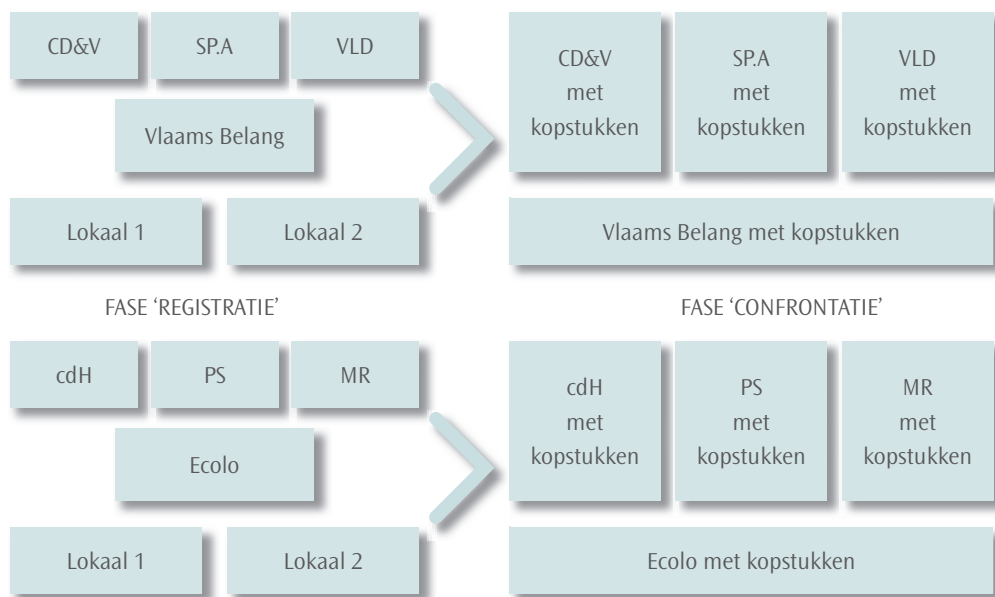 CD&V
SP.A
VLD
Vlaams Belang
Lokaal 1
Lokaal 2
CD&V
met
kopstukken
SP.A
met
kopstukken
VLD
met
kopstukken
Vlaams Belang met kopstukken
FASE ‘REGISTRATIE’
FASE ‘CONFRONTATIE’
cdH
PS
MR
Ecolo
Lokaal 1
Lokaal 2
cdH
met
kopstukken
PS
met
kopstukken
MR
met
kopstukken
Ecolo met kopstukken